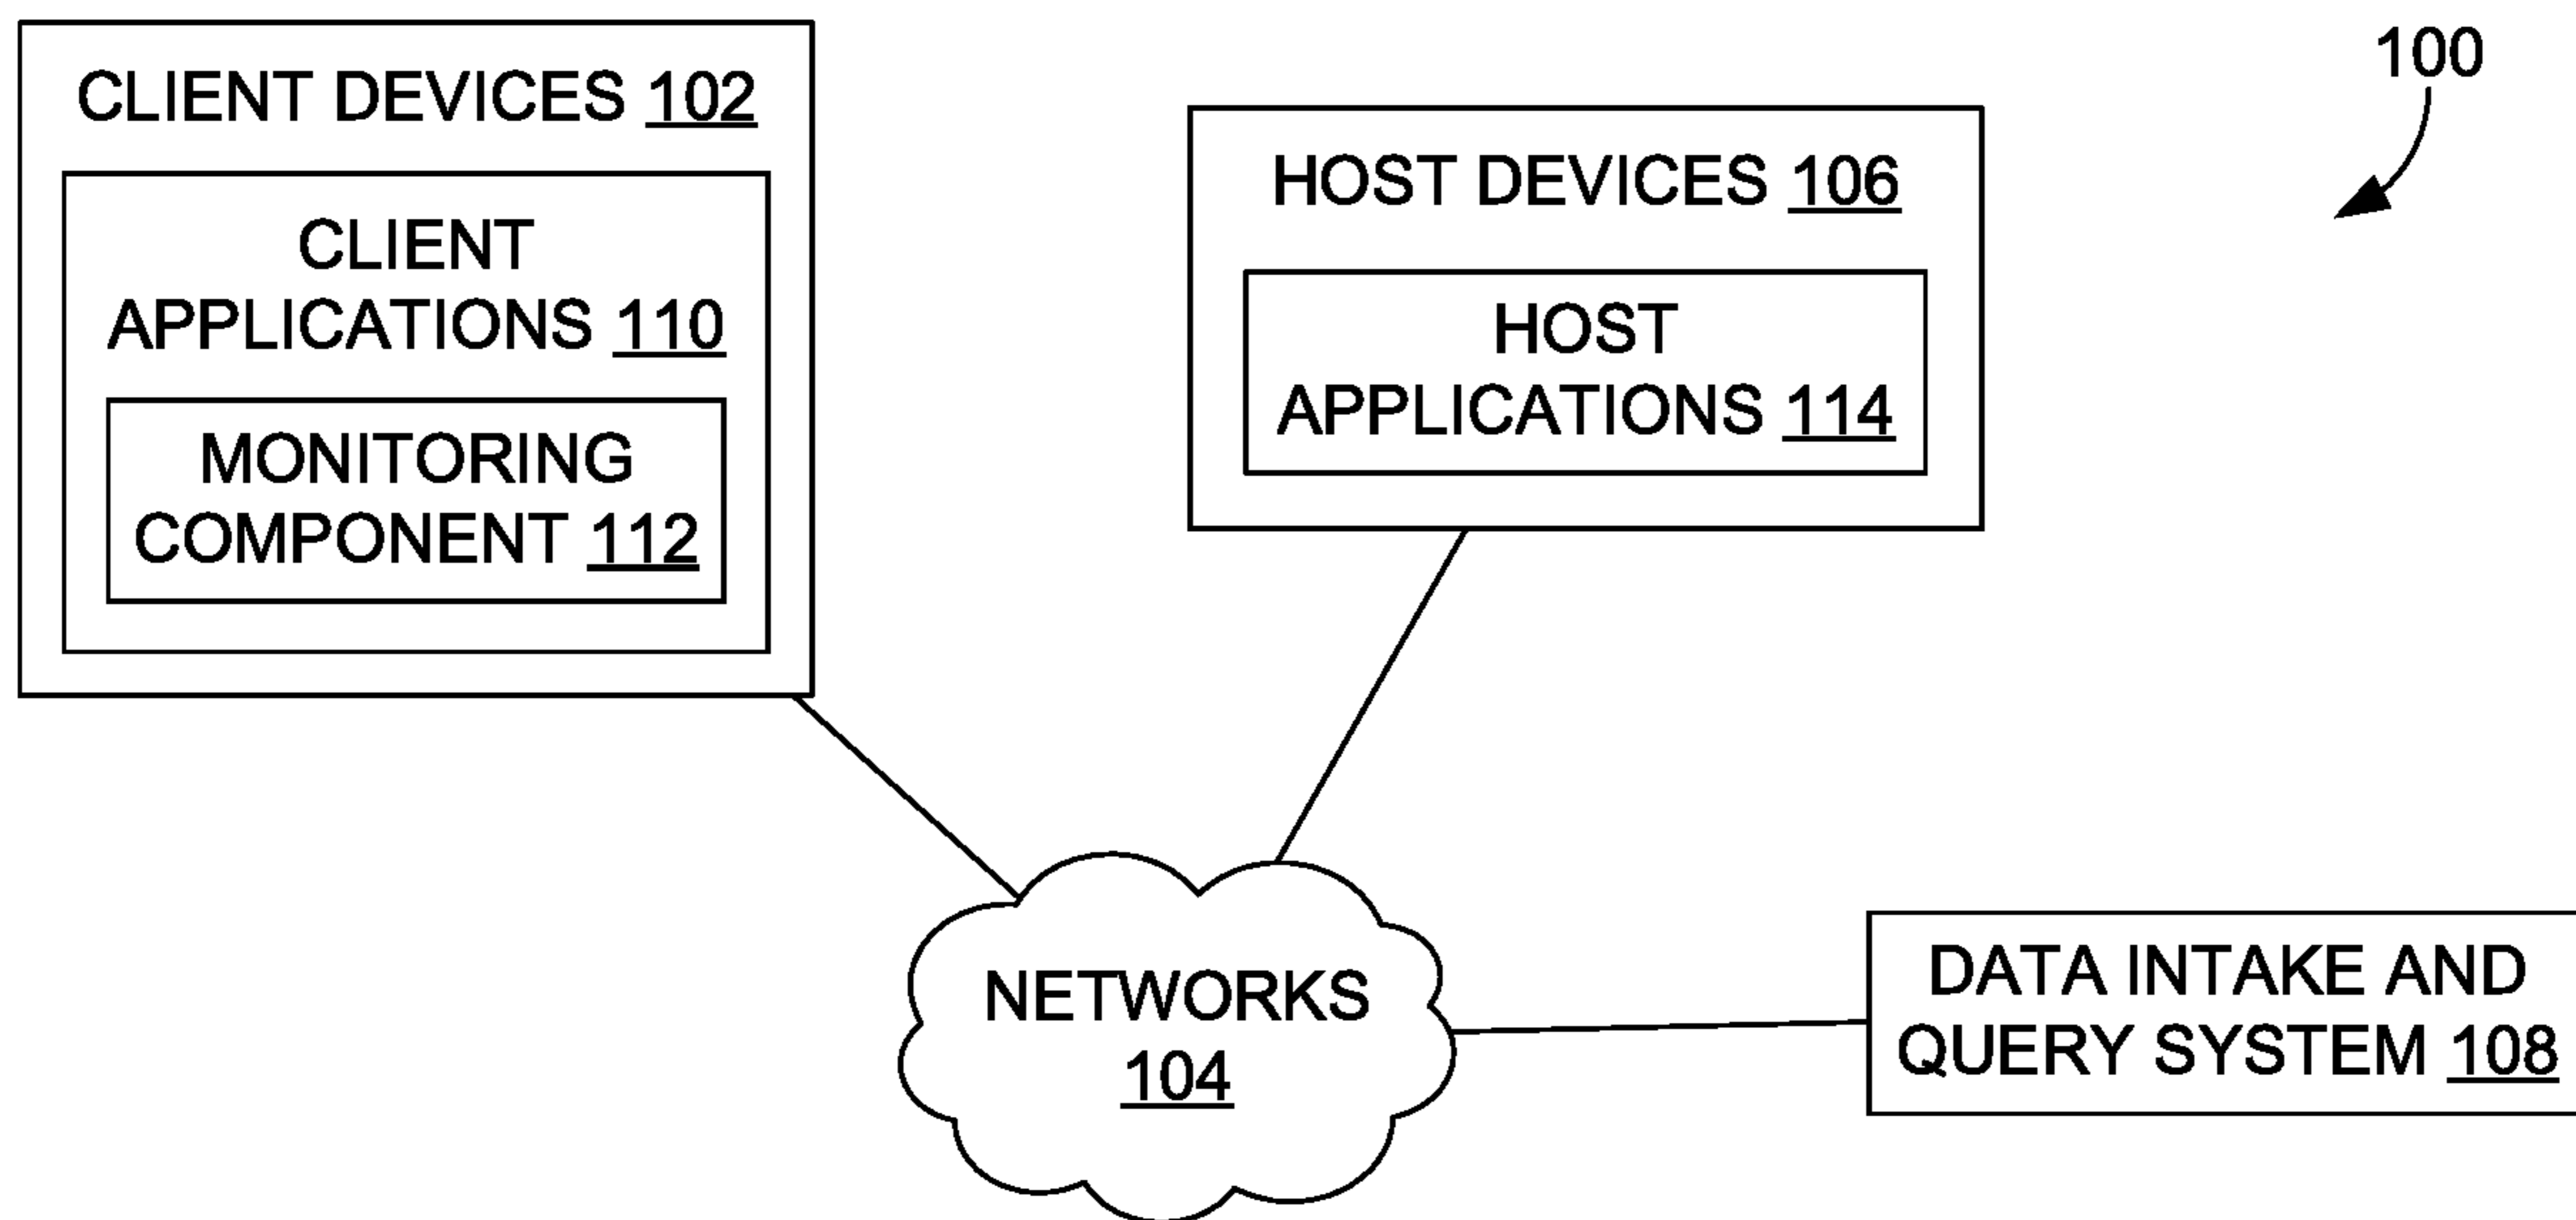 CLIENT DEVICES 102
CLIENT
APPLICATIONS 110
MONITORING
COMPONENT 112
HOST DEVICES 106
HOST
APPLICATIONS 114
100
NETWORKS
104
DATA INTAKE AND
QUERY SYSTEM 108